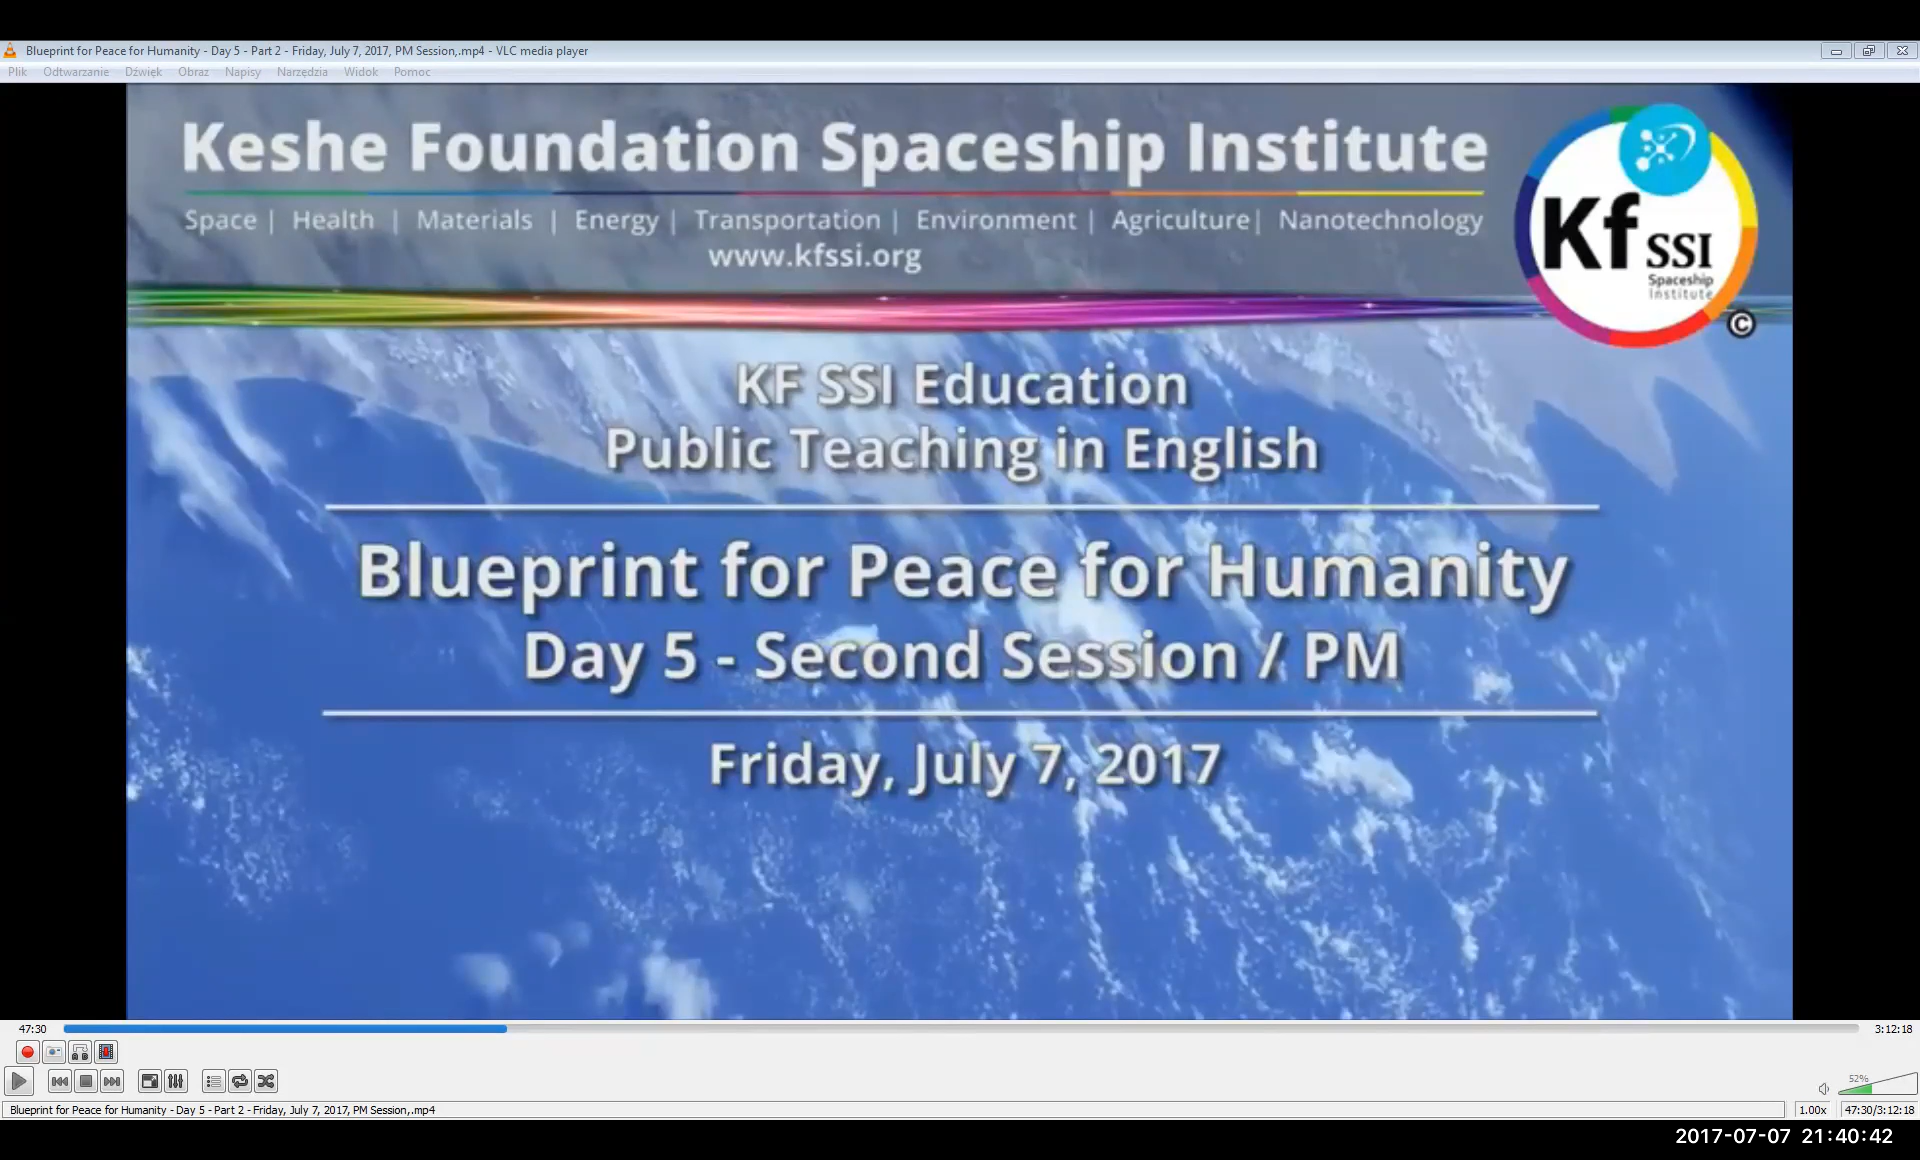 Blueprint for Peace for Humanity - Day 5 - Part 2 - Friday, July 7, 2017, PM Session,.mp4 - VLC media player
Plik Odtwarzanie Dźwięk Obraz Napisy Narzędzia Widok Pomoc
Keshe Foundation Spaceship Institute
Space | Health | Materials | Energy | Transportation | Environment | Agriculture | Nanotechnology
www.kfssi.org
Kf SSI
Spaceship
Institute
©
KF SSI Education
Public Teaching in English
Blueprint for Peace for Humanity
Day 5 - Second Session / PM
Friday, July 7, 2017
47:30 3:12:18
52%
Blueprint for Peace for Humanity - Day 5 - Part 2 - Friday, July 7, 2017, PM Session,.mp4 1.00x 47:30/3:12:18
2017-07-07 21:40:42